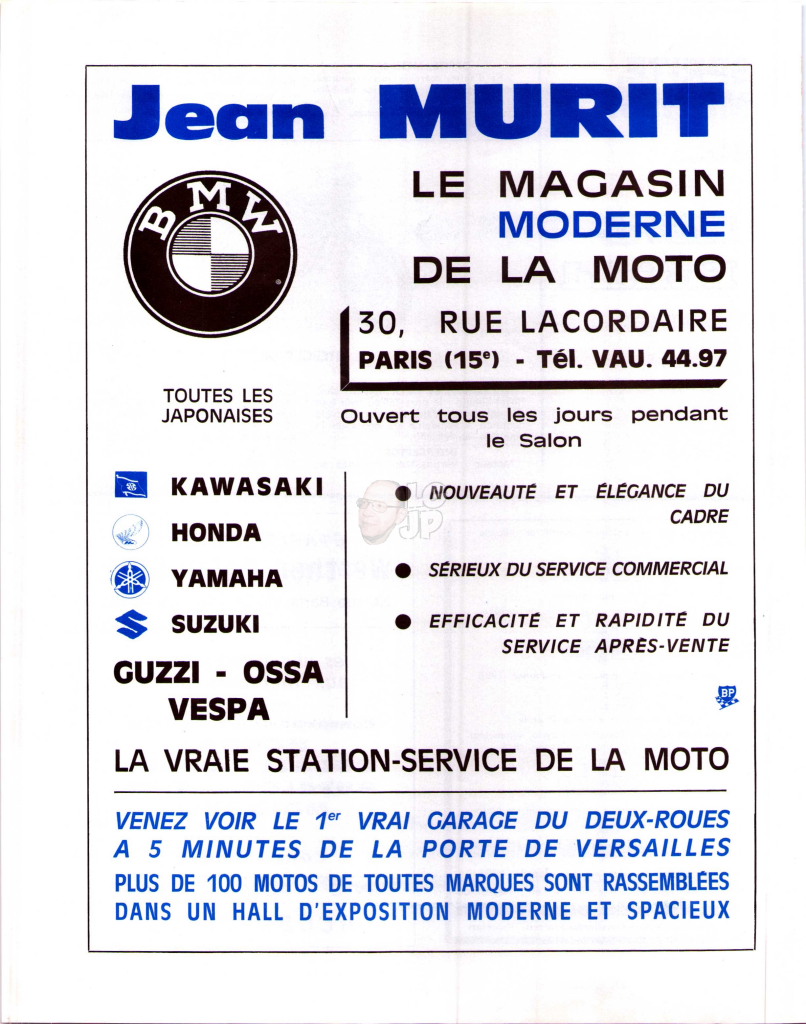 Jean MURIT
BMW
LE MAGASIN
MODERNE
DE LA MOTO
30, RUE LACORDAIRE
PARIS (15e) - Tél. VAU. 44.97
TOUTES LES
JAPONAISES
Ouvert tous les jours pendant
le Salon
KAWASAKI
HONDA
YAMAHA
SUZUKI
GUZZI - OSSA
VESPA
LO
JP
● NOUVEAUTÉ ET ÉLÉGANCE DU
CADRE
● SÉRIEUX DU SERVICE COMMERCIAL
● EFFICACITÉ ET RAPIDITÉ DU
SERVICE APRÈS-VENTE
BP
LA VRAIE STATION-SERVICE DE LA MOTO
VENEZ VOIR LE 1er VRAI GARAGE DU DEUX-ROUES
A 5 MINUTES DE LA PORTE DE VERSAILLES
PLUS DE 100 MOTOS DE TOUTES MARQUES SONT RASSEMBLÉES
DANS UN HALL D'EXPOSITION MODERNE ET SPACIEUX